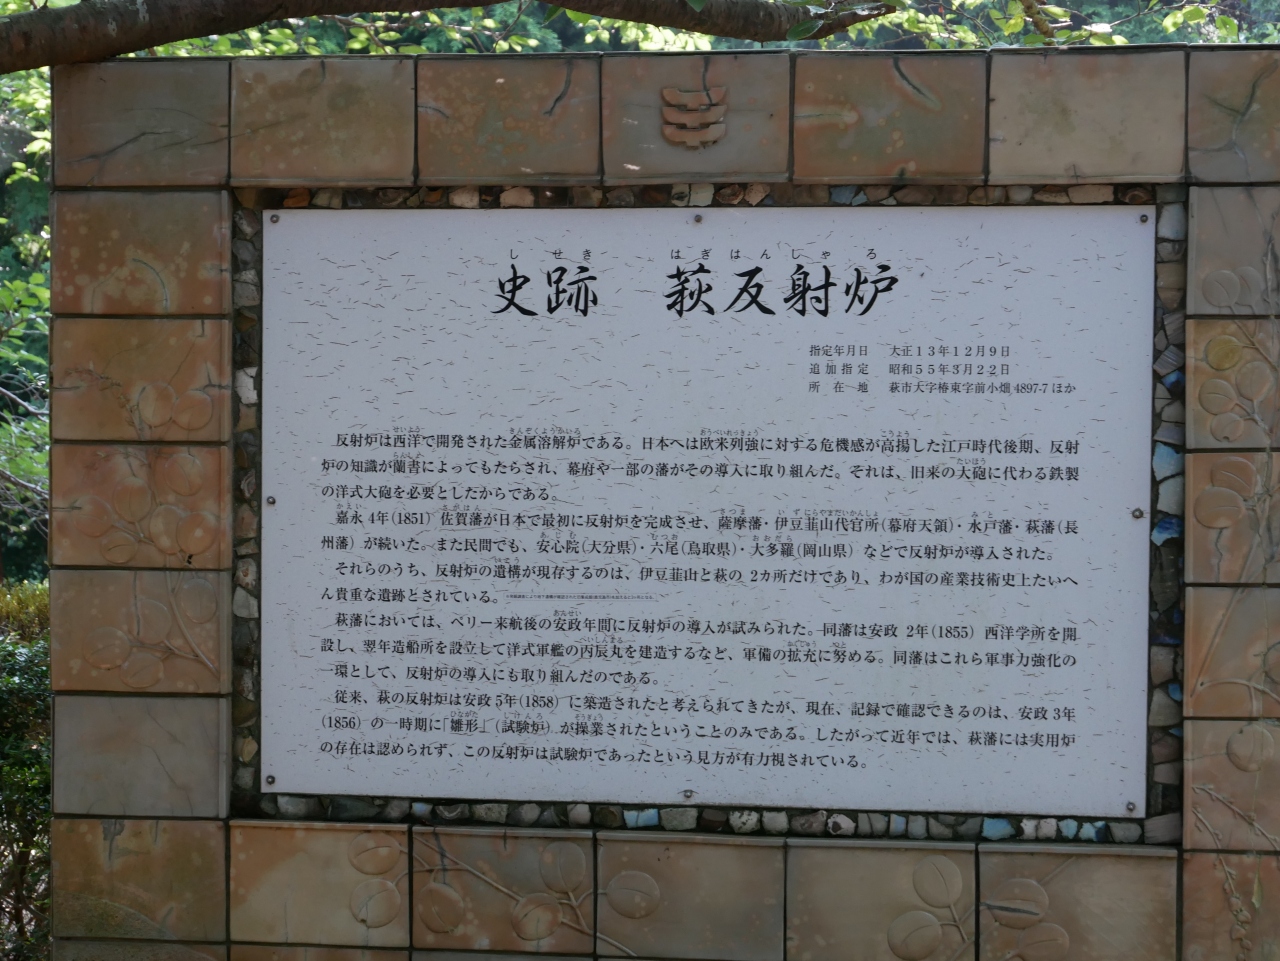 しせき はぎはんしゃろ
史跡 萩反射炉
指定年月日 大正13年12月9日
追加指定 昭和55年3月22日
所在地 萩市大字椿東字前小畑4897-7ほか
反射炉は西洋で開発された金属溶解炉である。日本へは欧米列強に対する危機感が高揚した江戸時代後期、反射
炉の知識が蘭書によってもたらされ、幕府や一部の藩がその導入に取り組んだ。それは、旧来の大砲に代わる鉄製
の洋式大砲を必要としたからである。
嘉永4年(1851) 佐賀藩が日本で最初に反射炉を完成させ、薩摩藩・伊豆韮山代官所(幕府天領)・水戸藩・萩藩(長
州藩) が続いた。また民間でも、安心院(大分県)・六尾(鳥取県)・大多羅(岡山県) などで反射炉が導入された。
それらのうち、反射炉の遺構が現存するのは、伊豆韮山と萩の 2カ所だけであり、わが国の産業技術史上たいへ
ん貴重な遺跡とされている。
萩藩においては、ペリー来航後の安政年間に反射炉の導入が試みられた。同藩は安政 2年(1855) 西洋学所を開
設し、翌年造船所を設立して洋式軍艦の丙辰丸を建造するなど、軍備の拡充に努める。同藩はこれら軍事力強化の
一環として、反射炉の導入にも取り組んだのである。
従来、萩の反射炉は安政5年(1858) に築造されたと考えられてきたが、現在、記録で確認できるのは、安政3年
(1856) の一時期に「雛形」(試験炉) が操業されたということのみである。したがって近年では、萩藩には実用炉
の存在は認められず、この反射炉は試験炉であったという見方が有力視されている。